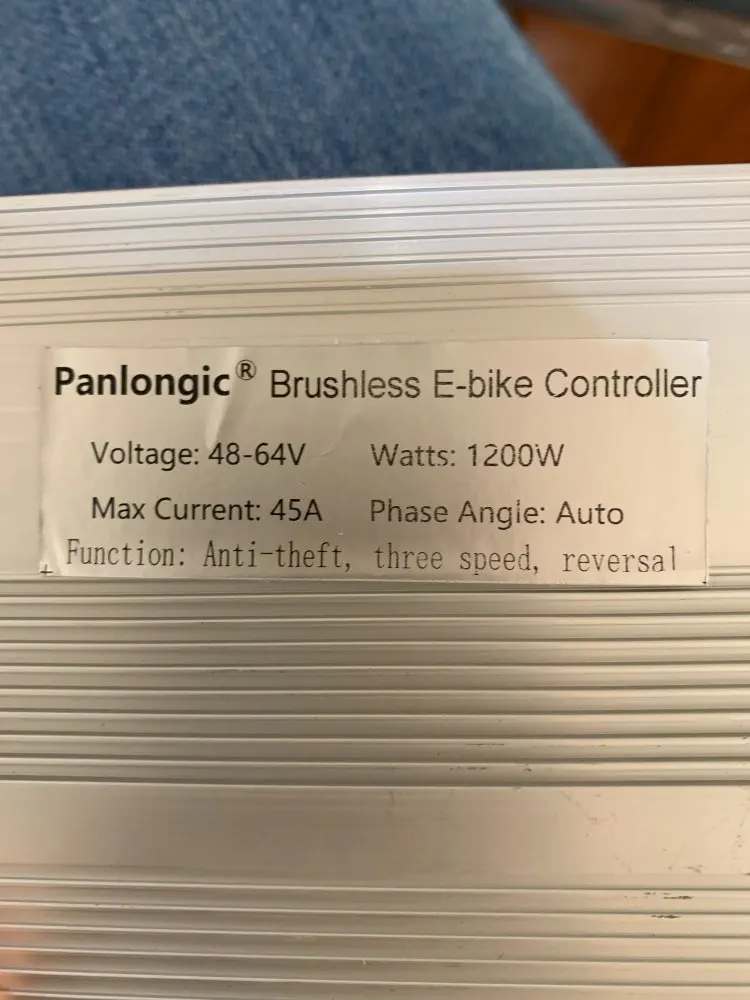 Panlongic® Brushless E-bike Controller
Voltage: 48-64V Watts: 1200W
Max Current: 45A Phase Angle: Auto
Function: Anti-theft, three speed, reversal